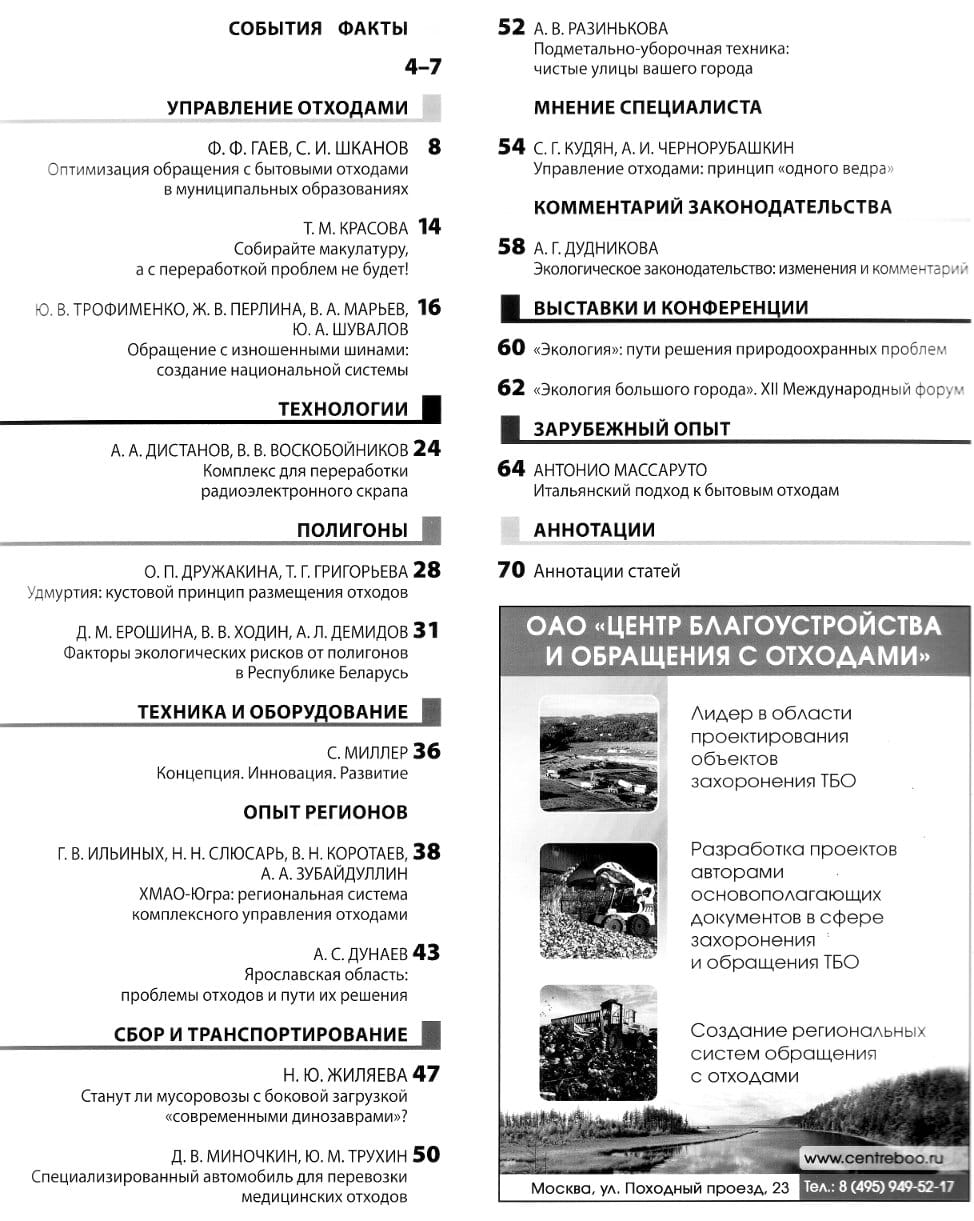 СОБЫТИЯ ФАКТЫ
4–7
УПРАВЛЕНИЕ ОТХОДАМИ
Ф. Ф. ГАЕВ, С. И. ШКАНОВ 8
Оптимизация обращения с бытовыми отходами
в муниципальных образованиях
Т. М. КРАСОВА 14
Собирайте макулатуру,
а с переработкой проблем не будет!
Ю. В. ТРОФИМЕНКО, Ж. В. ПЕРЛИНА, В. А. МАРЬЕВ, 16
Ю. А. ШУВАЛОВ
Обращение с изношенными шинами:
создание национальной системы
ТЕХНОЛОГИИ
А. А. ДИСТАНОВ, В. В. ВОСКОБОЙНИКОВ 24
Комплекс для переработки
радиоэлектронного скрапа
ПОЛИГОНЫ
О. П. ДРУЖАКИНА, Т. Г. ГРИГОРЬЕВА 28
Удмуртия: кустовой принцип размещения отходов
Д. М. ЕРОШИНА, В. В. ХОДИН, А. Л. ДЕМИДОВ 31
Факторы экологических рисков от полигонов
в Республике Беларусь
ТЕХНИКА И ОБОРУДОВАНИЕ
С. МИЛЛЕР 36
Концепция. Инновация. Развитие
ОПЫТ РЕГИОНОВ
Г. В. ИЛЬИНЫХ, Н. Н. СЛЮСАРЬ, В. Н. КОРОТАЕВ, 38
А. А. ЗУБАЙДУЛЛИН
ХМАО-Югра: региональная система
комплексного управления отходами
А. С. ДУНАЕВ 43
Ярославская область:
проблемы отходов и пути их решения
СБОР И ТРАНСПОРТИРОВАНИЕ
Н. Ю. ЖИЛЯЕВА 47
Станут ли мусоровозы с боковой загрузкой
«современными динозаврами»?
Д. В. МИНОЧКИН, Ю. М. ТРУХИН 50
Специализированный автомобиль для перевозки
медицинских отходов
52 А. В. РАЗИНЬКОВА
Подметально-уборочная техника:
чистые улицы вашего города
МНЕНИЕ СПЕЦИАЛИСТА
54 С. Г. КУДЯН, А. И. ЧЕРНОРУБАШКИН
Управление отходами: принцип «одного ведра»
КОММЕНТАРИЙ ЗАКОНОДАТЕЛЬСТВА
58 А. Г. ДУДНИКОВА
Экологическое законодательство: изменения и комментарий
ВЫСТАВКИ И КОНФЕРЕНЦИИ
60 «Экология»: пути решения природоохранных проблем
62 «Экология большого города». XII Международный форум
ЗАРУБЕЖНЫЙ ОПЫТ
64 АНТОНИО МАССАРУТО
Итальянский подход к бытовым отходам
АННОТАЦИИ
70 Аннотации статей
ОАО «ЦЕНТР БЛАГОУСТРОЙСТВА
И ОБРАЩЕНИЯ С ОТХОДАМИ»
Лидер в области
проектирования
объектов
захоронения ТБО
Разработка проектов
авторами
основополагающих
документов в сфере
захоронения
и обращения ТБО
Создание региональных
систем обращения
с отходами
www.centreboo.ru
Москва, ул. Походный проезд, 23 Тел.: 8 (495) 949-52-17